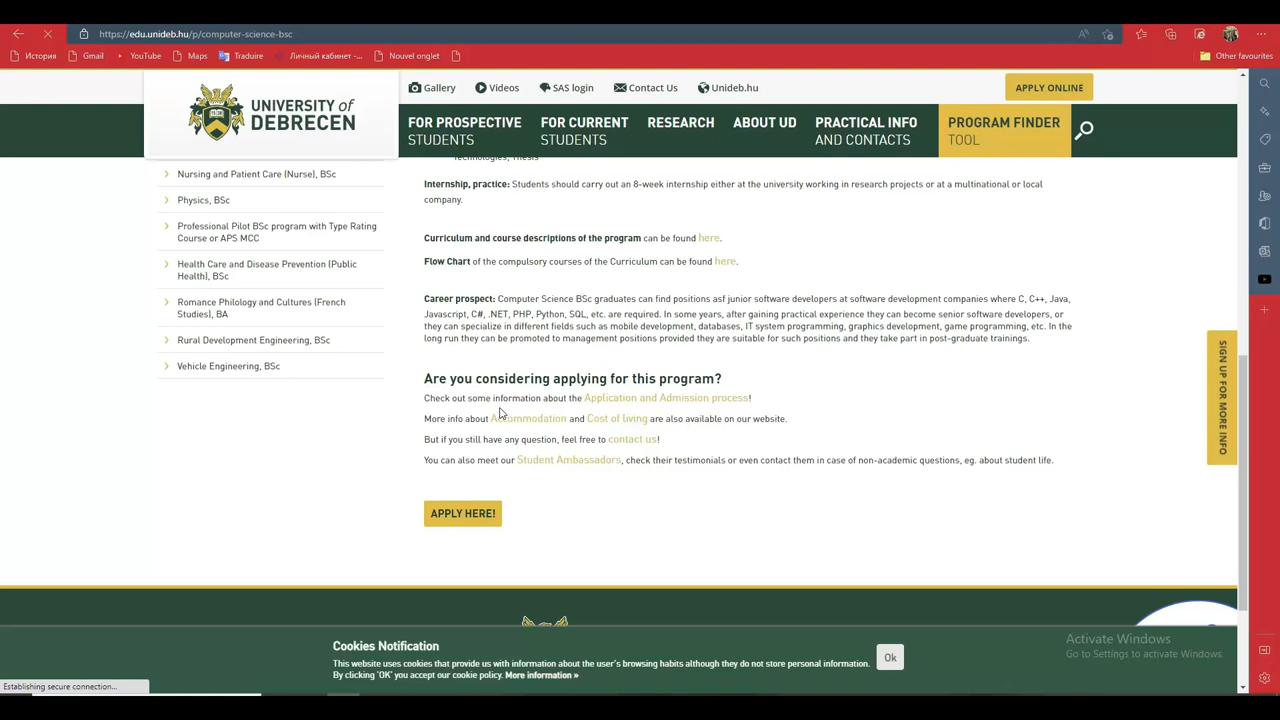 https://edu.unideb.hu/p/computer-science-bsc
История Gmail YouTube Maps Traduire Личный кабинет -... Nouvel onglet Other favourites
Gallery Videos SAS login Contact Us Unideb.hu APPLY ONLINE
UNIVERSITY of
DEBRECEN
FOR PROSPECTIVE
STUDENTS
FOR CURRENT
STUDENTS
RESEARCH
ABOUT UD
PRACTICAL INFO
AND CONTACTS
PROGRAM FINDER
TOOL
Nursing and Patient Care (Nurse), BSc
Physics, BSc
Professional Pilot BSc program with Type Rating
Course or APS MCC
Health Care and Disease Prevention (Public
Health), BSc
Romance Philology and Cultures (French
Studies), BA
Rural Development Engineering, BSc
Vehicle Engineering, BSc
Technologies, Thesis
Internship, practice: Students should carry out an 8-week internship either at the university working in research projects or at a multinational or local
company.
Curriculum and course descriptions of the program can be found here.
Flow Chart of the compulsory courses of the Curriculum can be found here.
Career prospect: Computer Science BSc graduates can find positions asf junior software developers at software development companies where C, C++, Java,
Javascript, C#, .NET, PHP, Python, SQL, etc. are required. In some years, after gaining practical experience they can become senior software developers, or
they can specialize in different fields such as mobile development, databases, IT system programming, graphics development, game programming, etc. In the
long run they can be promoted to management positions provided they are suitable for such positions and they take part in post-graduate trainings.
Are you considering applying for this program?
Check out some information about the Application and Admission process!
More info about Accommodation and Cost of living are also available on our website.
But if you still have any question, feel free to contact us!
You can also meet our Student Ambassadors, check their testimonials or even contact them in case of non-academic questions, eg. about student life.
APPLY HERE!
SIGN UP FOR MORE INFO
Cookies Notification
This website uses cookies that provide us with information about the user's browsing habits although they do not store personal information.
By clicking 'OK' you accept our cookie policy. More information »
Ok
Activate Windows
Go to Settings to activate Windows.
Establishing secure connection...